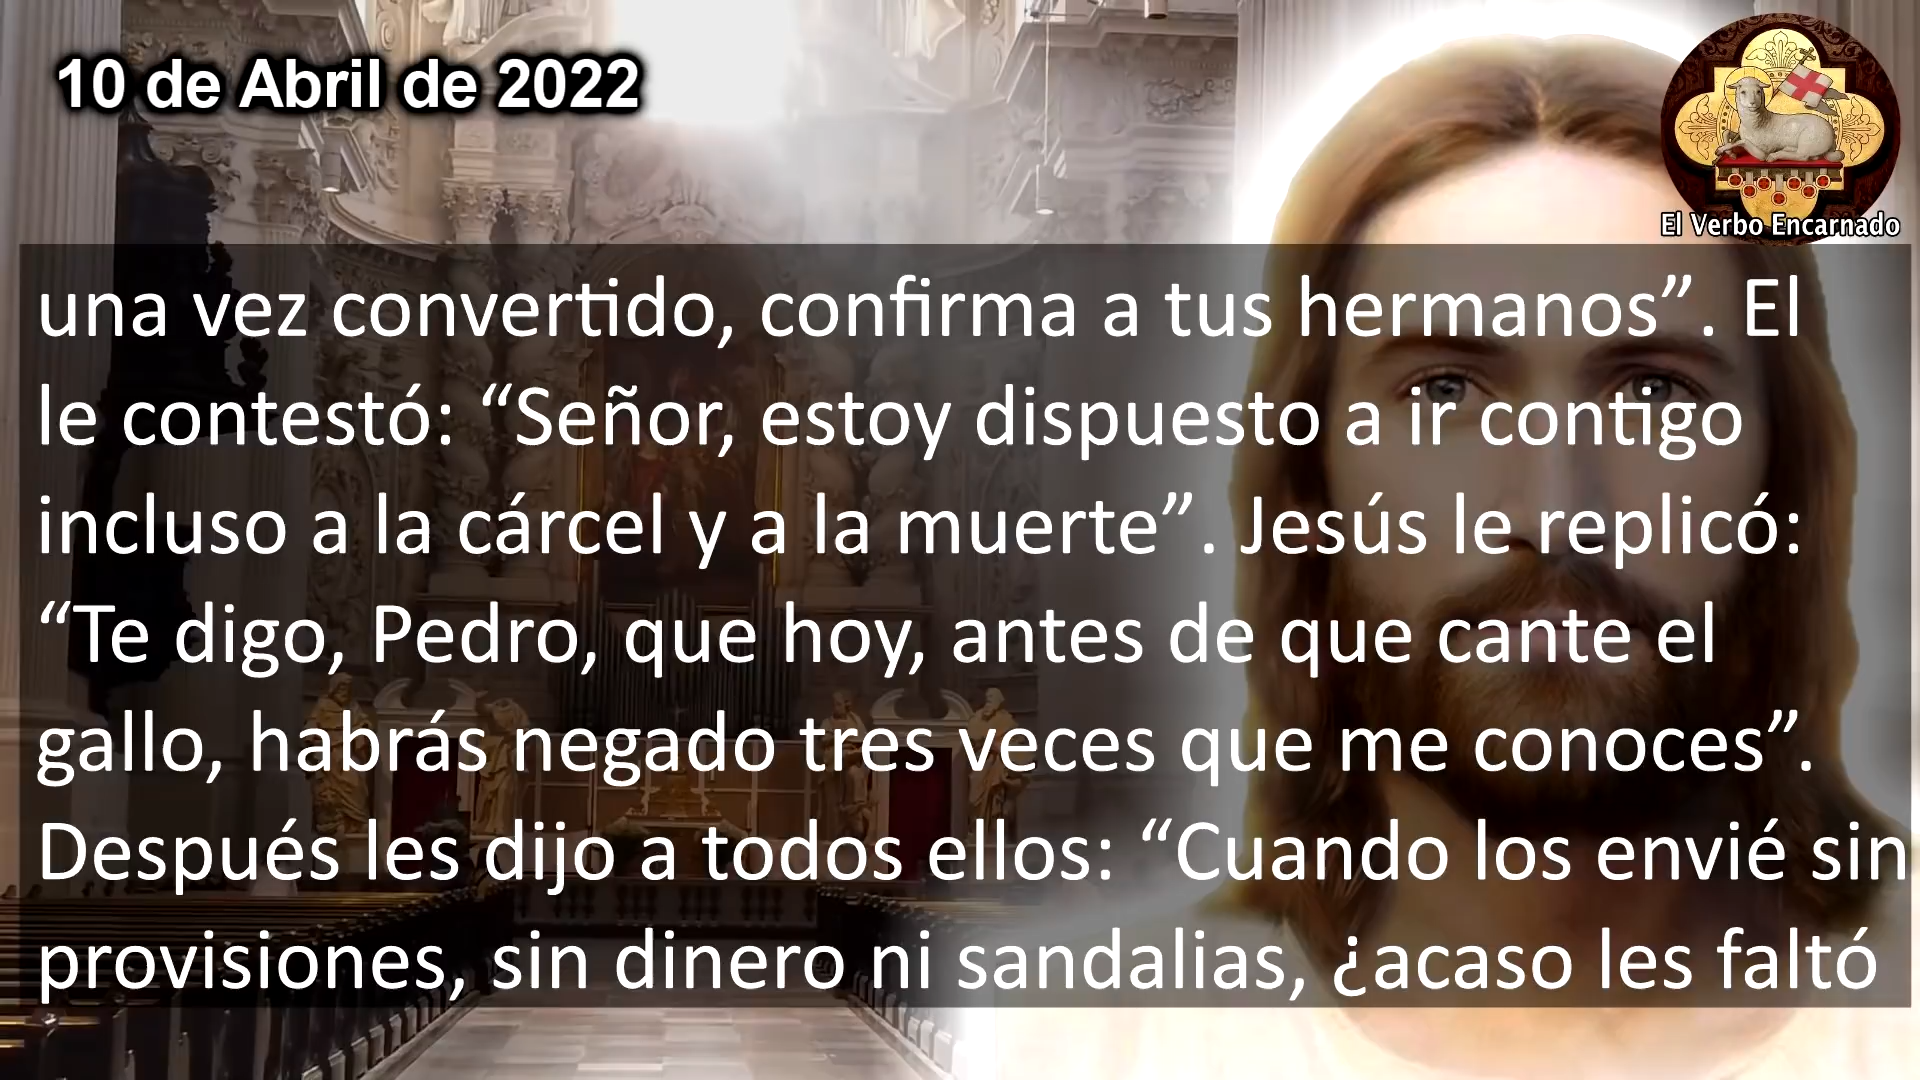 10 de Abril de 2022
El Verbo Encarnado
una vez convertido, confirma a tus hermanos”. El
le contestó: “Señor, estoy dispuesto a ir contigo
incluso a la cárcel y a la muerte”. Jesús le replicó:
“Te digo, Pedro, que hoy, antes de que cante el
gallo, habrás negado tres veces que me conoces”.
Después les dijo a todos ellos: “Cuando los envié sin
provisiones, sin dinero ni sandalias, ¿acaso les faltó